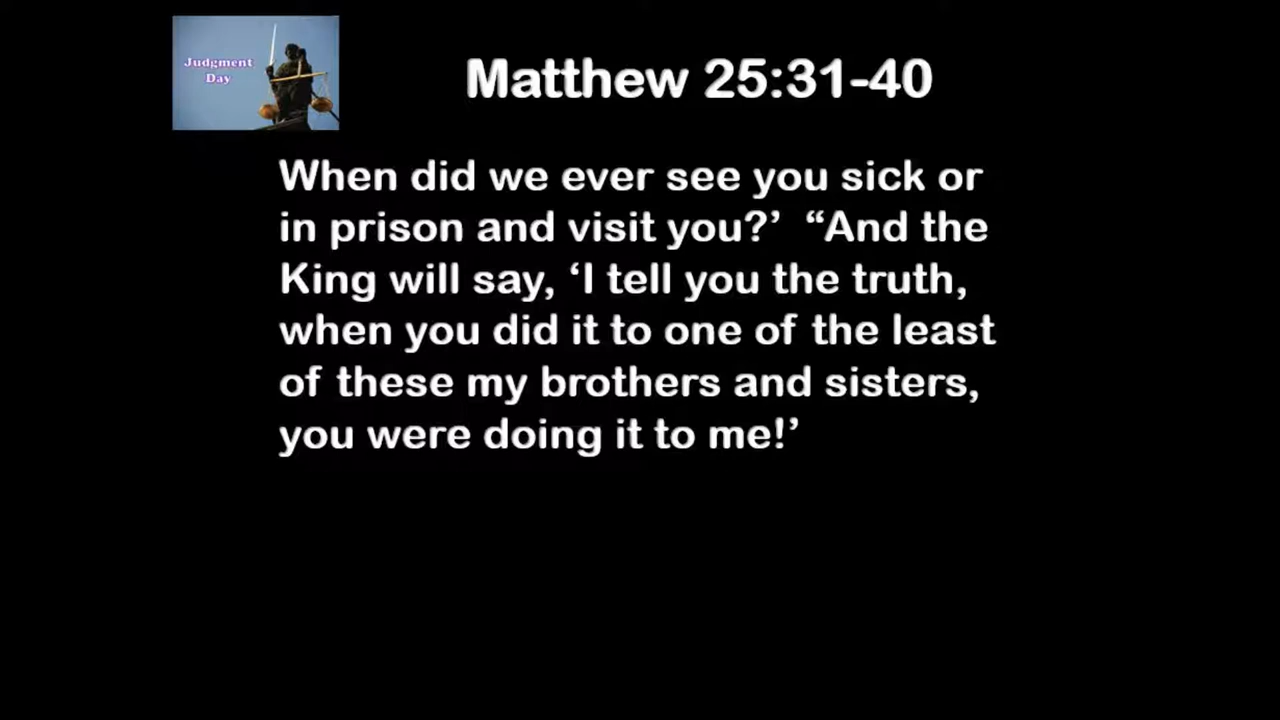 Judgment
Day
Matthew 25:31-40
When did we ever see you sick or
in prison and visit you?’ “And the
King will say, ‘I tell you the truth,
when you did it to one of the least
of these my brothers and sisters,
you were doing it to me!’